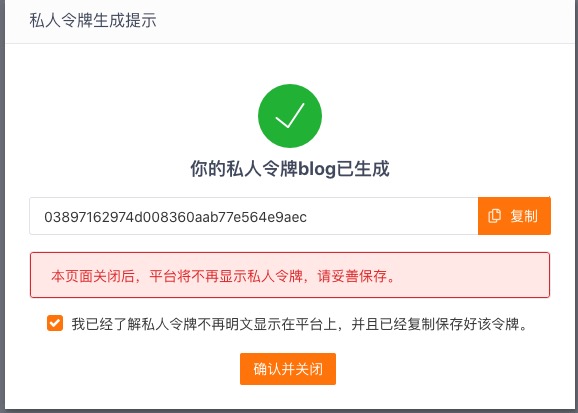 私人令牌生成提示
你的私人令牌blog已生成
03897162974d008360aab77e564e9aec
复制
本页面关闭后，平台将不再显示私人令牌，请妥善保存。
我已经了解私人令牌不再明文显示在平台上，并且已经复制保存好该令牌。
确认并关闭